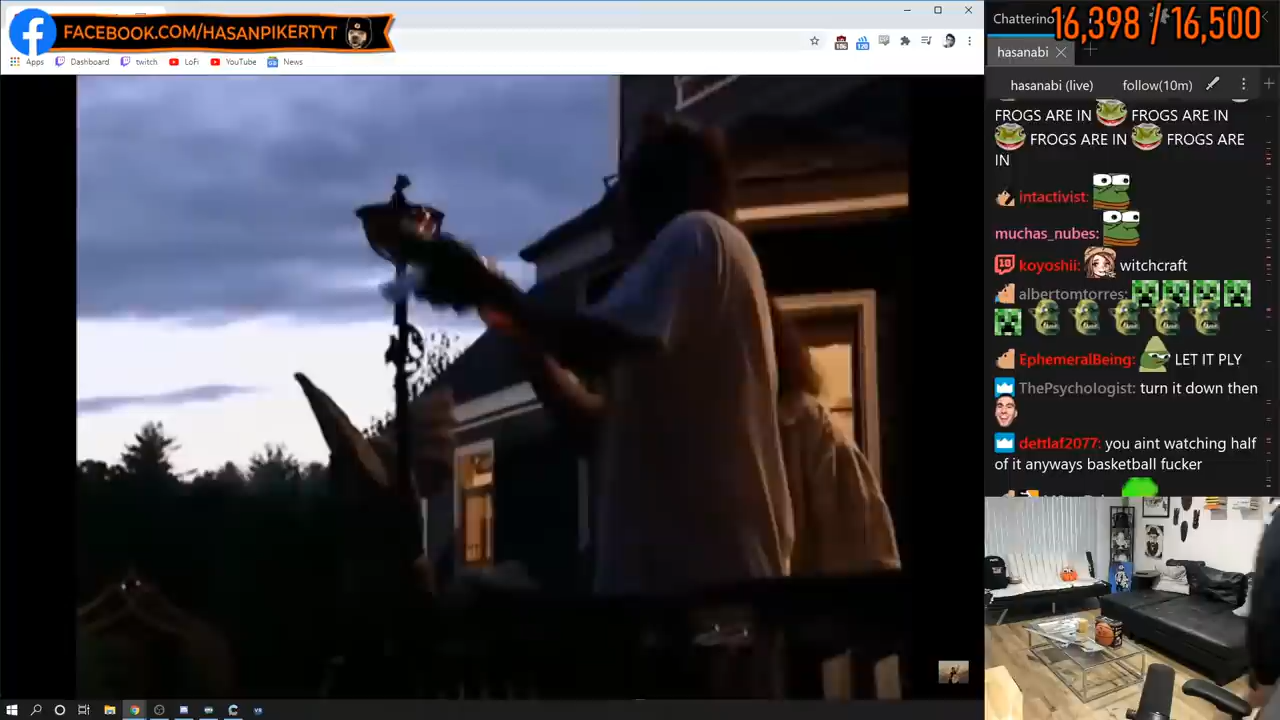 FACEBOOK.COM/HASANPIKERTYT
Apps Dashboard twitch LoFi YouTube News
Chatterino
16,398 / 16,500
hasanabi
hasanabi (live) follow(10m)
FROGS ARE IN FROGS ARE IN
FROGS ARE IN FROGS ARE
IN
intactivist:
muchas_nubes:
koyoshii: witchcraft
albertomtorres:
EphemeralBeing: LET IT PLY
ThePsychologist: turn it down then
dettlaf2077: you aint watching half
of it anyways basketball fucker